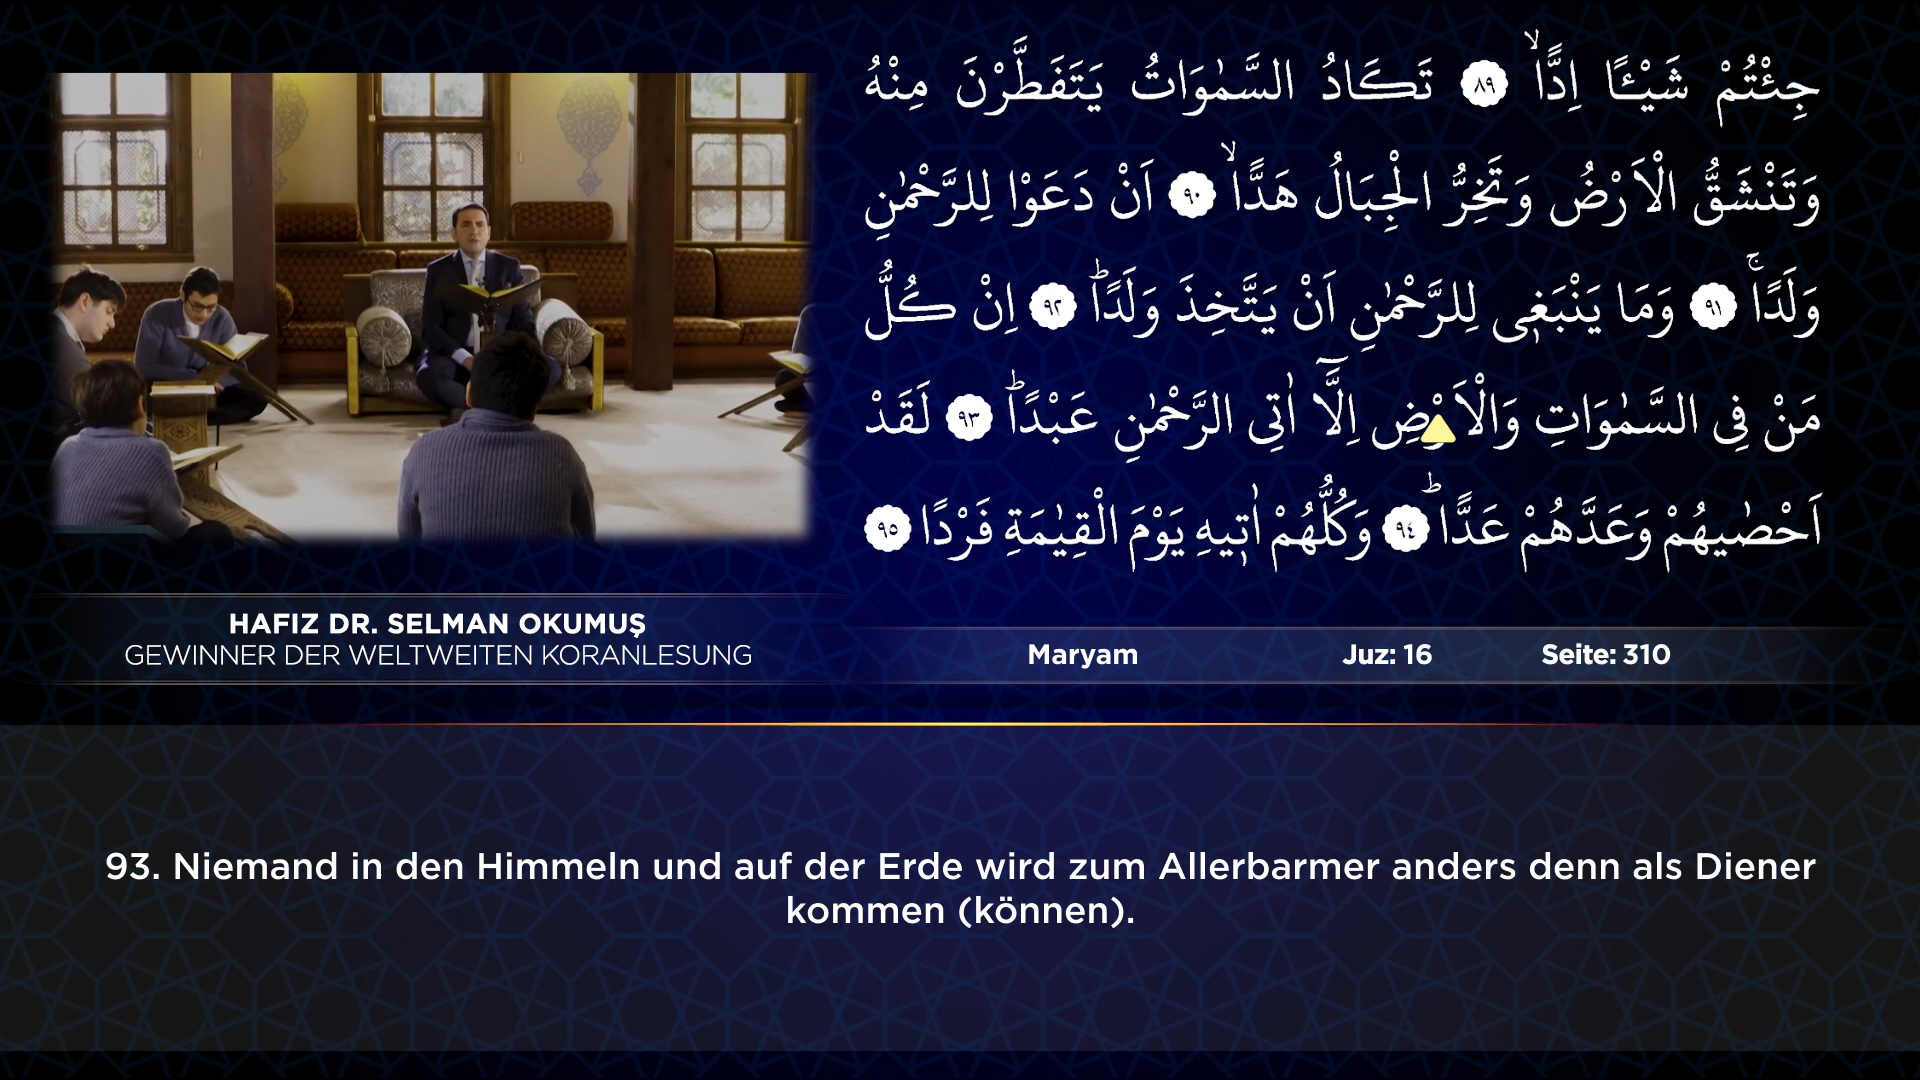 جِئْتُمْ شَيْـًٔا اِدًّاۙ ﴿٨٩﴾ تَكَادُ السَّمٰوَاتُ يَتَفَطَّرْنَ مِنْهُ
وَتَنْشَقُّ الْاَرْضُ وَتَخِرُّ الْجِبَالُ هَدًّاۙ ﴿٩٠﴾ اَنْ دَعَوْا لِلرَّحْمٰنِ
وَلَدًاۚ ﴿٩١﴾ وَمَا يَنْبَغٖى لِلرَّحْمٰنِ اَنْ يَتَّخِذَ وَلَدًاؕ ﴿٩٢﴾ اِنْ كُلُّ
مَنْ فِى السَّمٰوَاتِ وَالْاَرْضِ اِلَّٓا اٰتِى الرَّحْمٰنِ عَبْدًاؕ ﴿٩٣﴾ لَقَدْ
اَحْصٰيهُمْ وَعَدَّهُمْ عَدًّاؕ ﴿٩٤﴾ وَكُلُّهُمْ اٰتٖيهِ يَوْمَ الْقِيٰمَةِ فَرْدًا ﴿٩٥﴾
HAFIZ DR. SELMAN OKUMUŞ
GEWINNER DER WELTWEITEN KORANLESUNG
Maryam Juz: 16 Seite: 310
93. Niemand in den Himmeln und auf der Erde wird zum Allerbarmer anders denn als Diener
kommen (können).